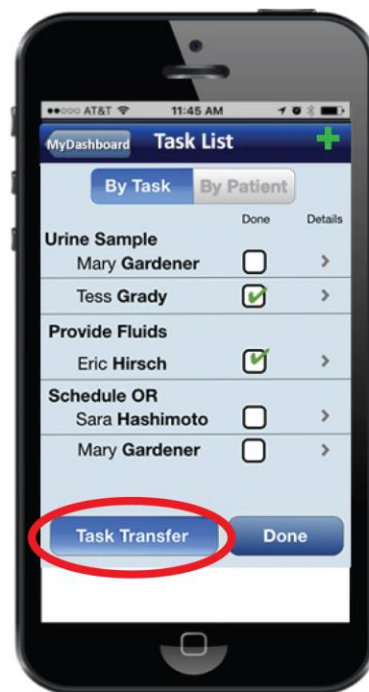 AT&T 11:45 AM
MyDashboard Task List
By Task By Patient
Done Details
Urine Sample
Mary Gardener
Tess Grady
Provide Fluids
Eric Hirsch
Schedule OR
Sara Hashimoto
Mary Gardener
Task Transfer Done